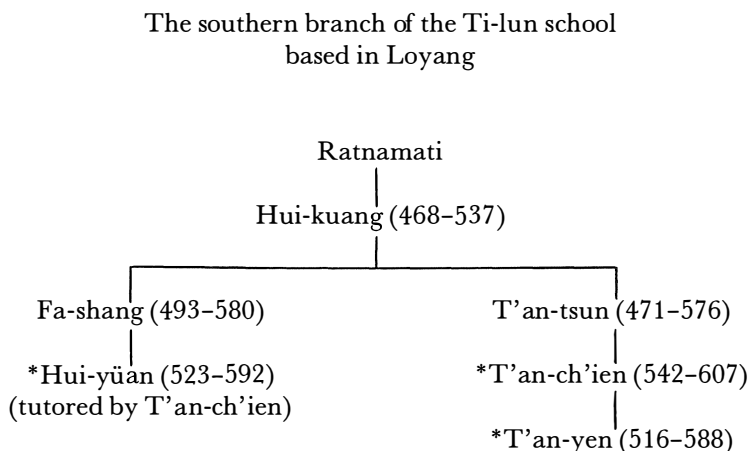 The southern branch of the Ti-lun school
based in Loyang
Ratnamati
Hui-kuang (468–537)
Fa-shang (493–580)
T’an-tsun (471–576)
*Hui-yüan (523–592)
(tutored by T’an-ch’ien)
*T’an-ch’ien (542–607)
*T’an-yen (516–588)